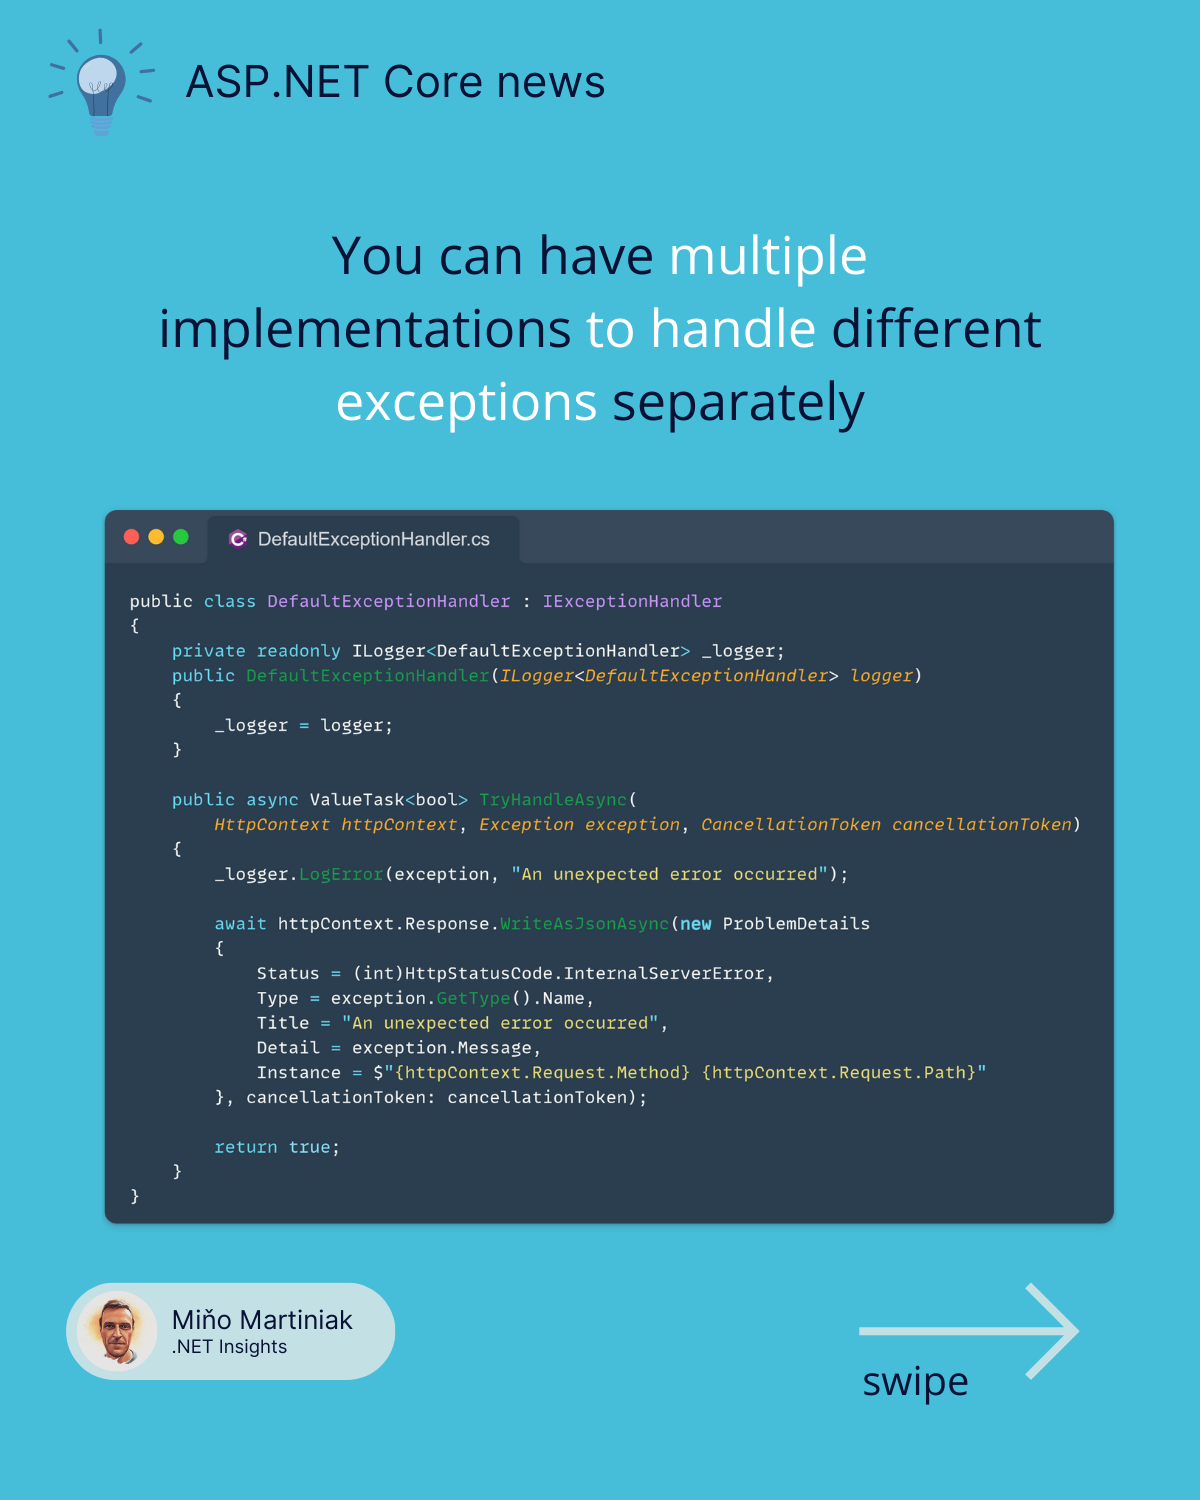 ASP.NET Core news
You can have multiple
implementations to handle different
exceptions separately
DefaultExceptionHandler.cs
public class DefaultExceptionHandler : IExceptionHandler
{
    private readonly ILogger<DefaultExceptionHandler> _logger;
    public DefaultExceptionHandler(ILogger<DefaultExceptionHandler> logger)
    {
        _logger = logger;
    }
    public async ValueTask<bool> TryHandleAsync(
        HttpContext httpContext, Exception exception, CancellationToken cancellationToken)
    {
        _logger.LogError(exception, "An unexpected error occurred");
        await httpContext.Response.WriteAsJsonAsync(new ProblemDetails
        {
            Status = (int)HttpStatusCode.InternalServerError,
            Type = exception.GetType().Name,
            Title = "An unexpected error occurred",
            Detail = exception.Message,
            Instance = $"{httpContext.Request.Method} {httpContext.Request.Path}"
        }, cancellationToken: cancellationToken);
        return true;
    }
}
Miňo Martiniak
.NET Insights
swipe